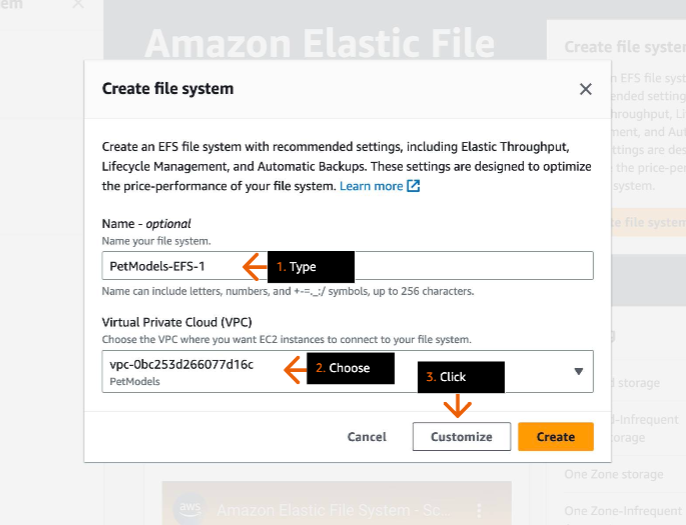 em
Amazon Elastic File
Create file system
Create file system
Create an EFS file system with recommended settings, including Elastic Throughput,
Lifecycle Management, and Automatic Backups. These settings are designed to optimize
the price-performance of your file system. Learn more
Name - optional
Name your file system.
PetModels-EFS-1
1. Type
Name can include letters, numbers, and +-=._:/ symbols, up to 256 characters.
Virtual Private Cloud (VPC)
Choose the VPC where you want EC2 instances to connect to your file system.
vpc-0bc253d266077d16c
PetModels
2. Choose
3. Click
Cancel
Customize
Create
n EFS file syst
ended setting
hroughput, Li
ment, and Aut
ttings are des
the price-per
system.
te file system
d storage
d-Infrequent
torage
One Zone storage
One Zone-Infrequent
aws
Amazon Elastic File System - Sc...